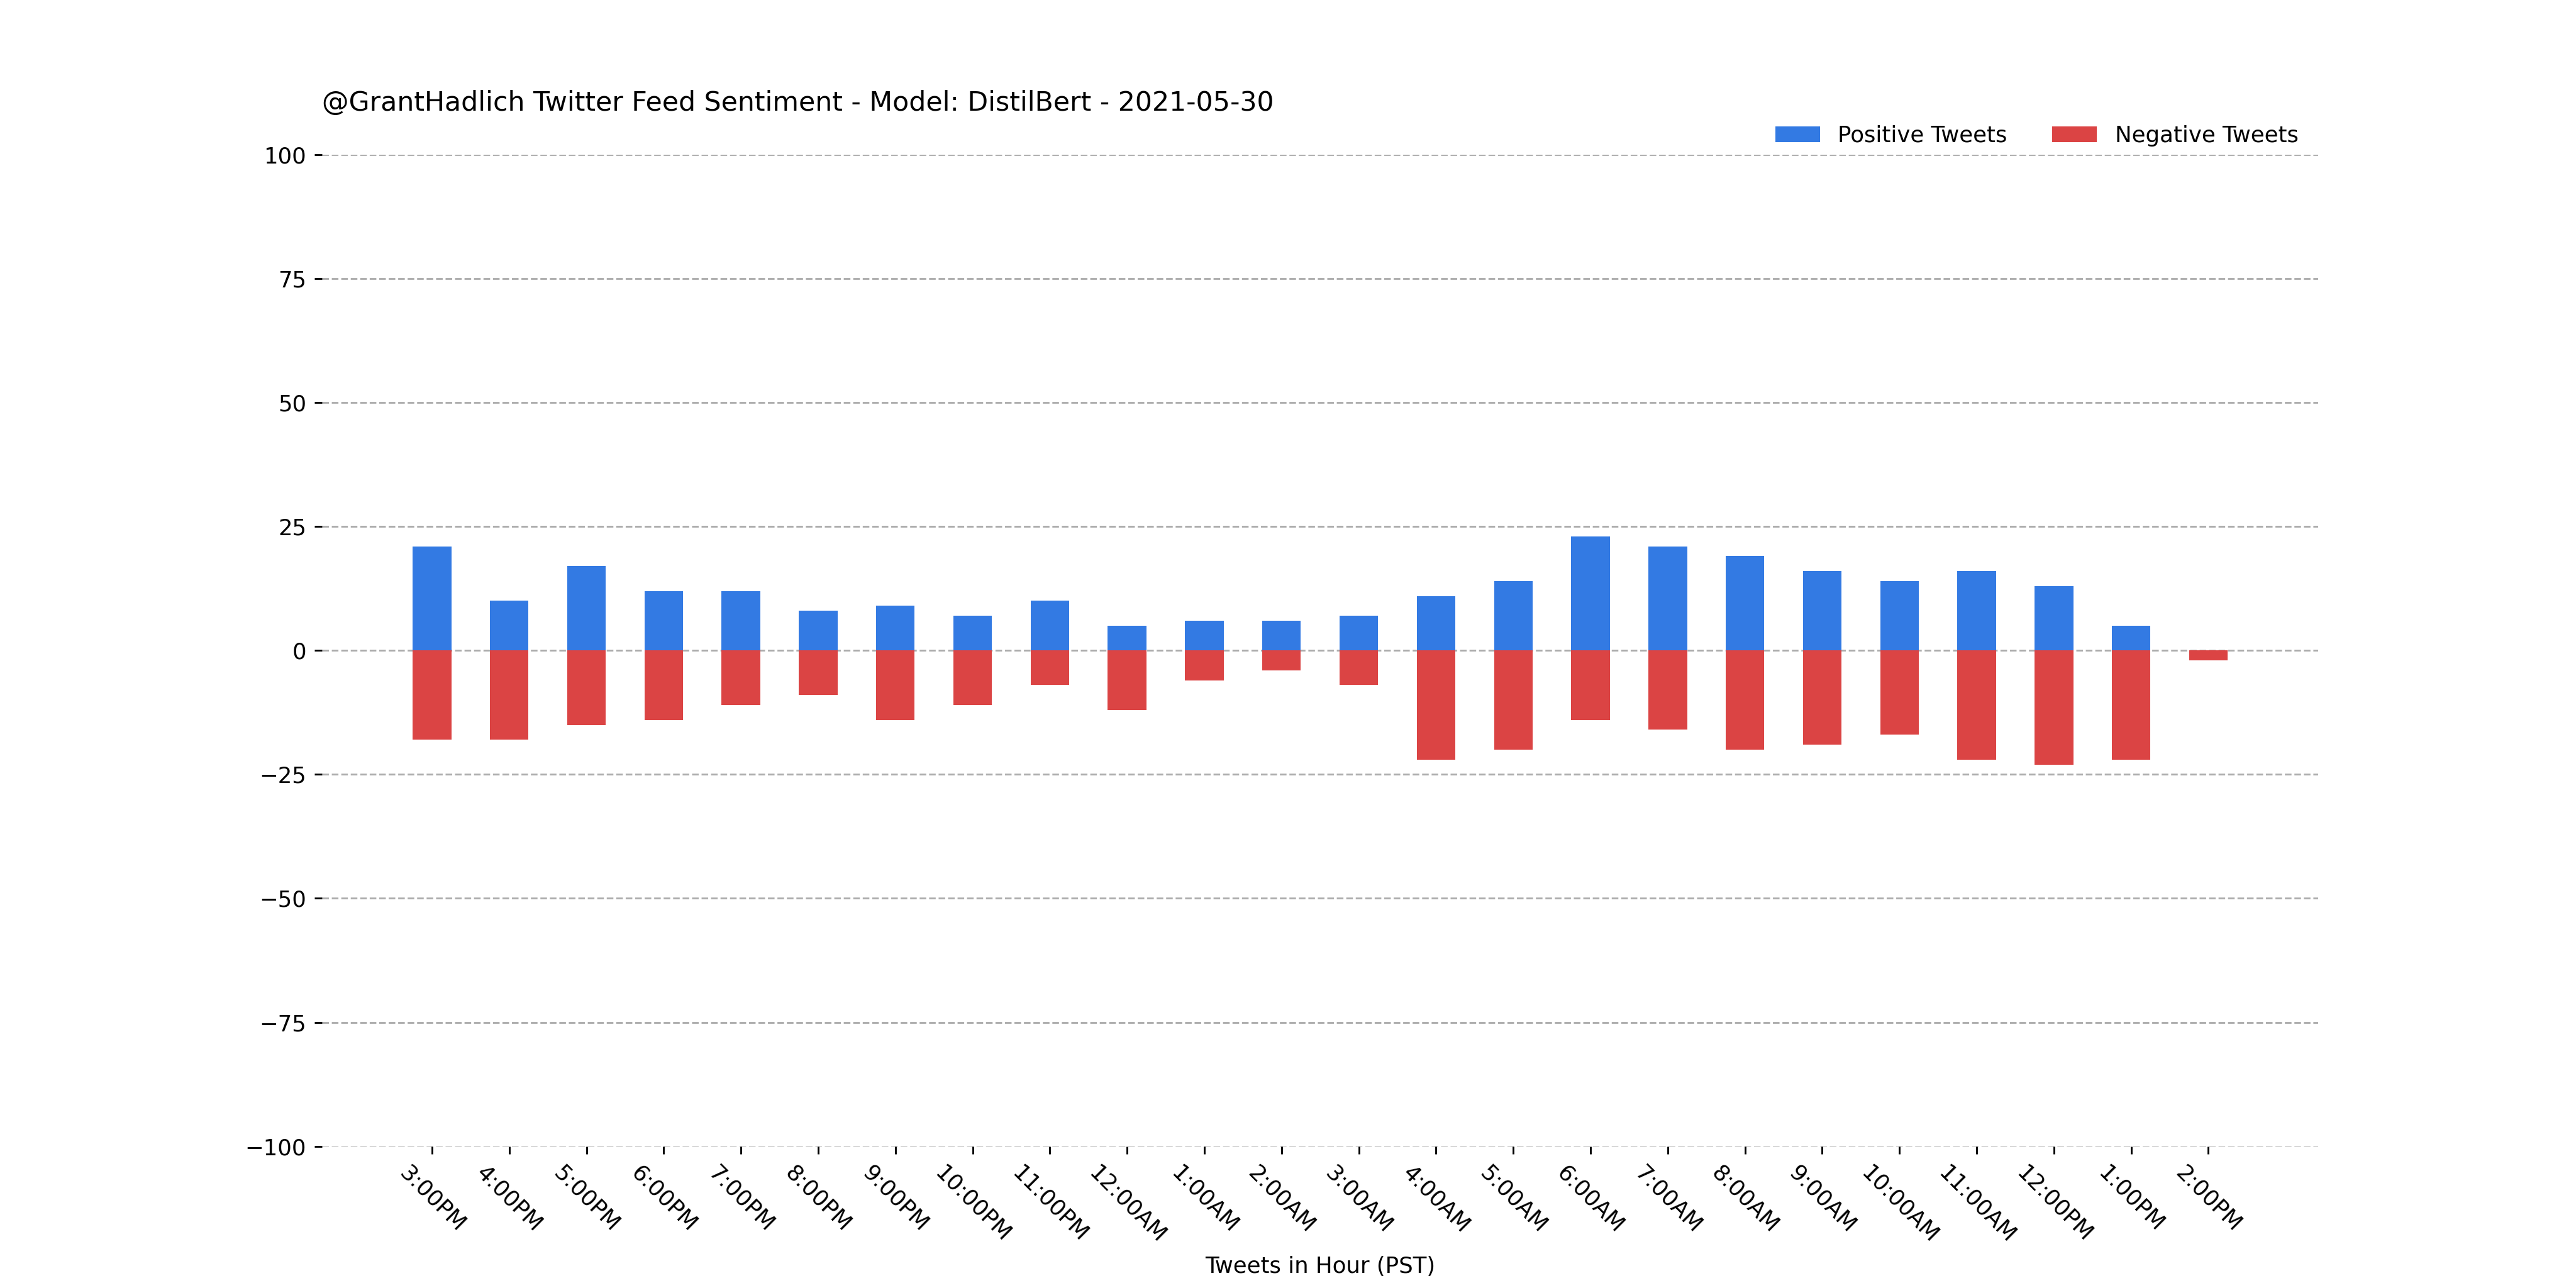 @GrantHadlich Twitter Feed Sentiment - Model: DistilBert - 2021-05-30
Positive Tweets
Negative Tweets
100
75
50
25
0
−25
−50
−75
−100
3:00PM
4:00PM
5:00PM
6:00PM
7:00PM
8:00PM
9:00PM
10:00PM
11:00PM
12:00AM
1:00AM
2:00AM
3:00AM
4:00AM
5:00AM
6:00AM
7:00AM
8:00AM
9:00AM
10:00AM
11:00AM
12:00PM
1:00PM
2:00PM
Tweets in Hour (PST)